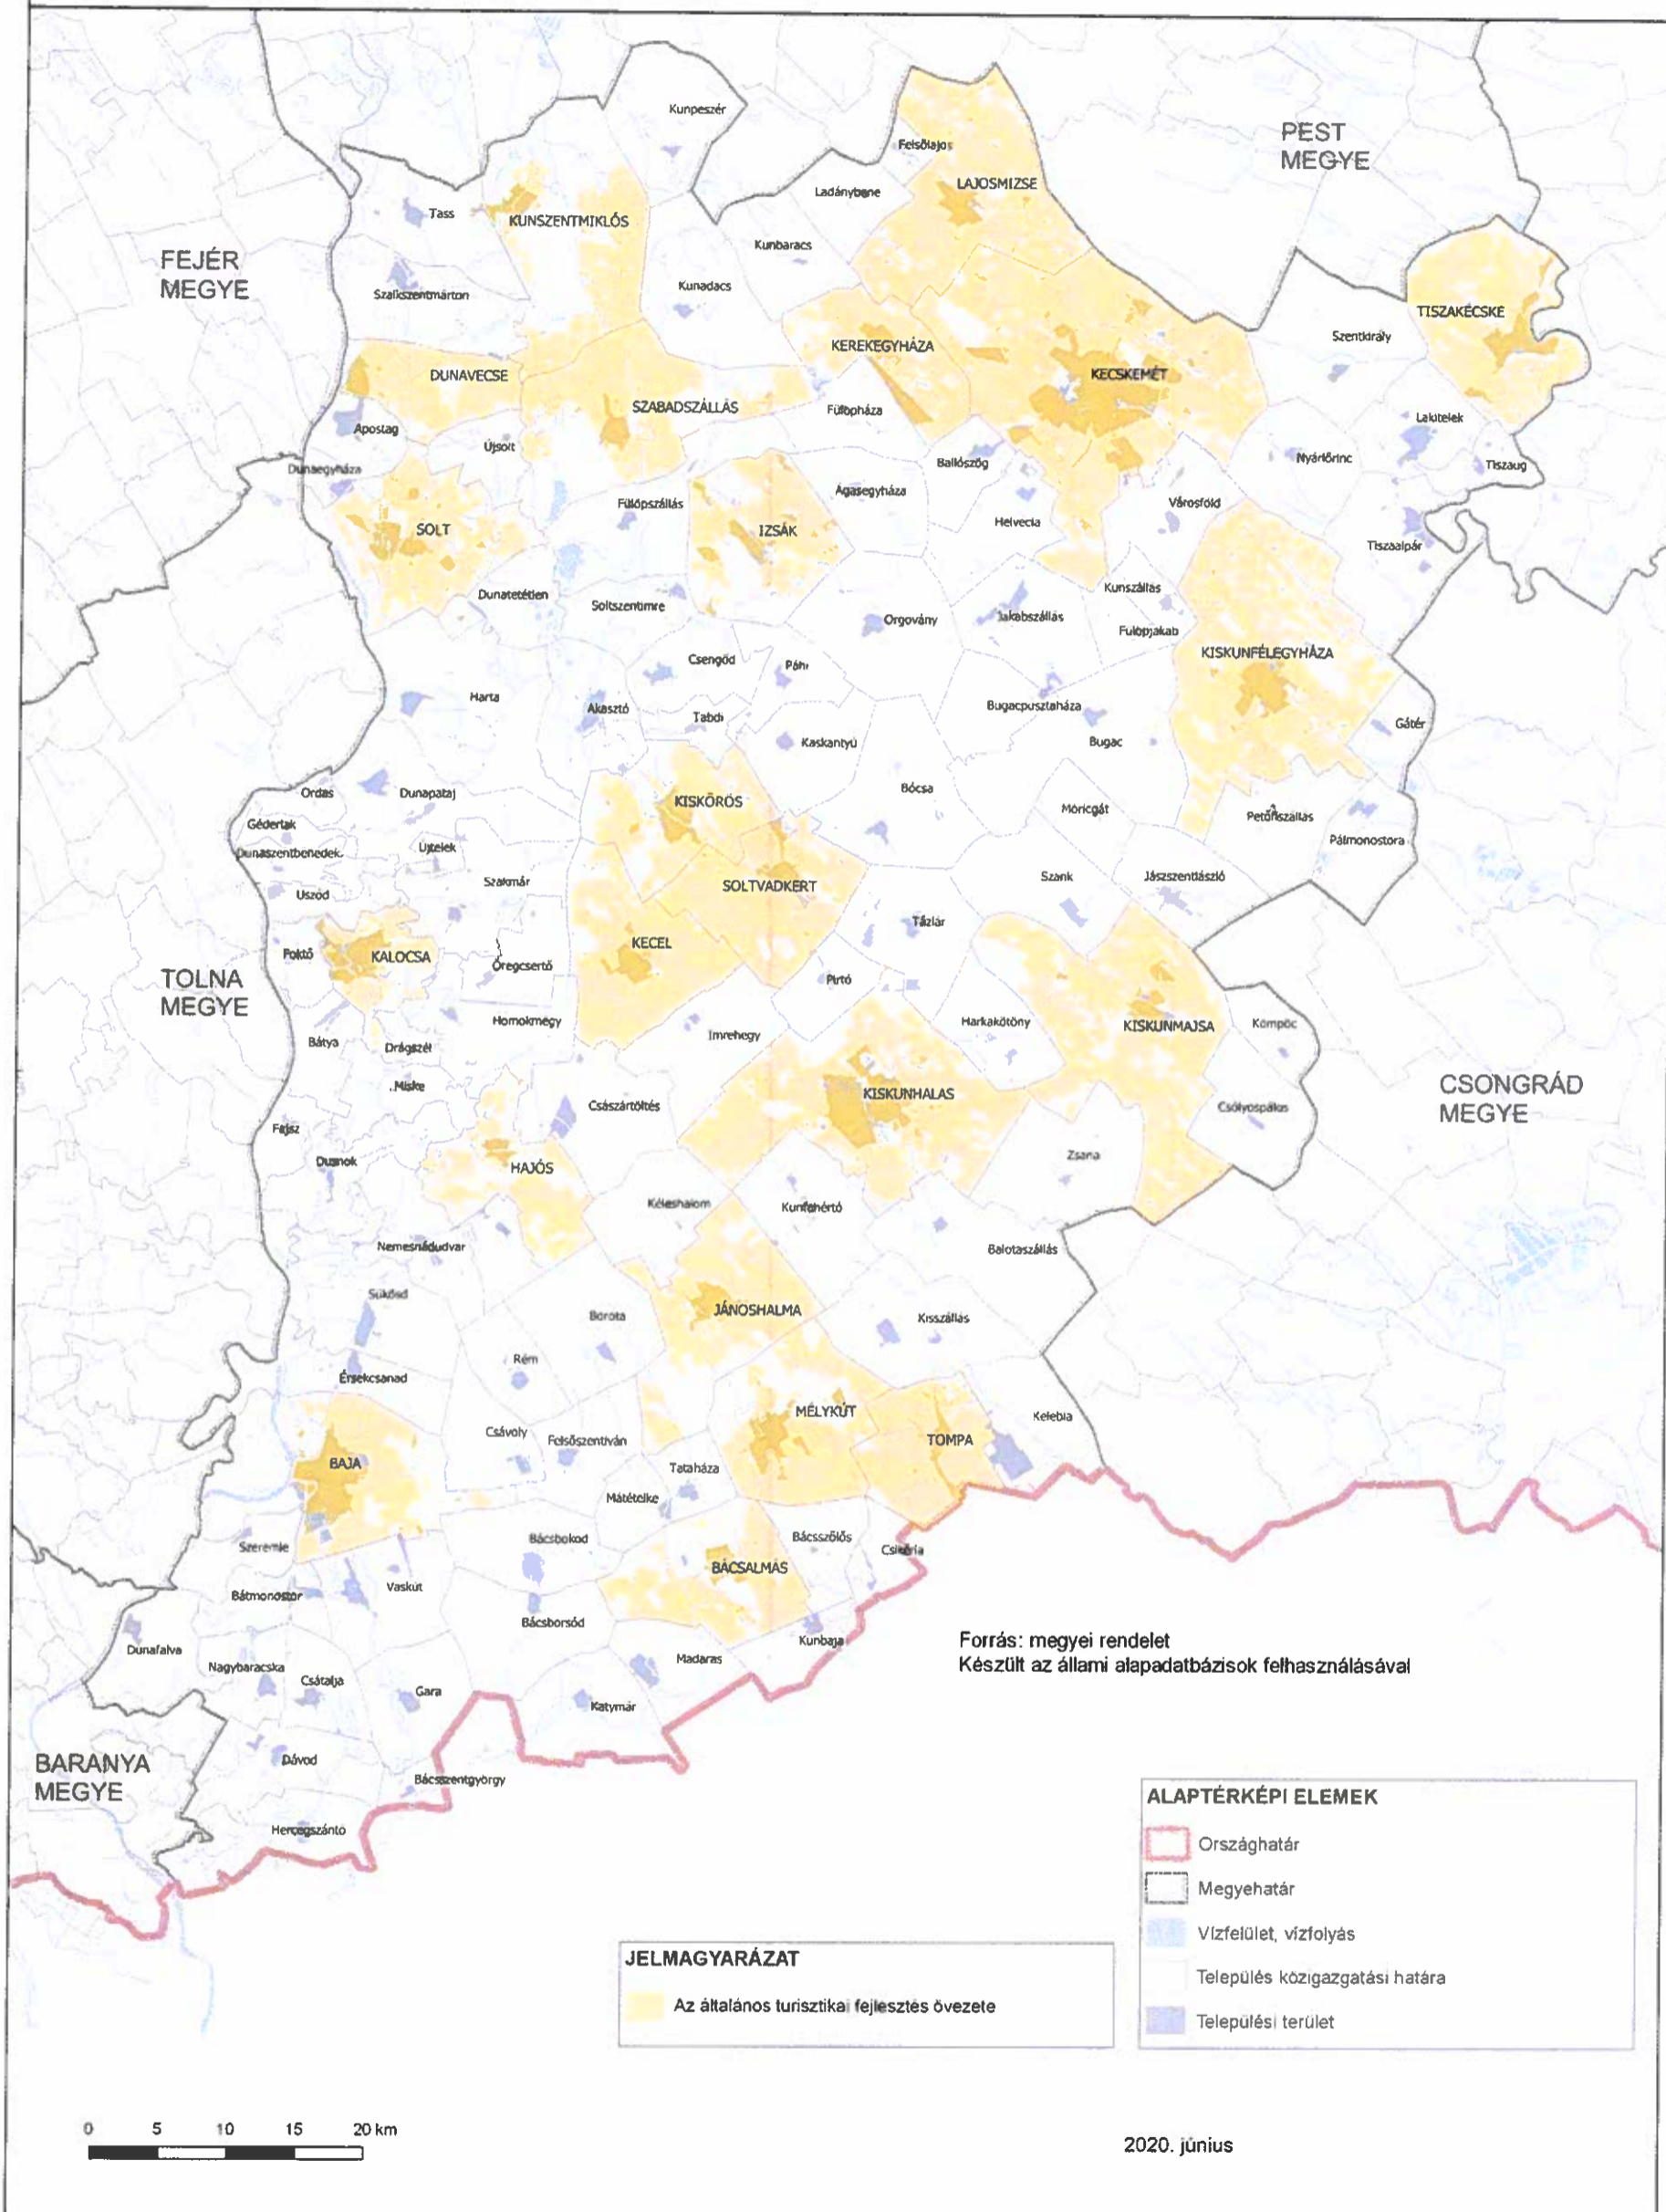 Kunpeszér
PEST
MEGYE
Felsőlajos
LAJOSMIZSE
Ladánybene
Tass
KUNSZENTMIKLÓS
Kunbaracs
FEJÉR
MEGYE
Szalkszentmárton
Kunadacs
TISZAKÉCSKE
Szentkirály
KEREKEGYHÁZA
KECSKEMÉT
DUNAVECSE
SZABADSZÁLLÁS
Fülöpháza
Lakitelek
Apostag
Újsolt
Dunaegyháza
Ballószög
Nyárlőrinc
Tiszaug
Ágasegyháza
Fülöpszállás
Városföld
Helvécia
SOLT
IZSÁK
Tiszaalpár
Kunszállás
Dunatetétlen
Soltszentimre
Orgovány
Jakabszállás
Fülöpjakab
KISKUNFÉLEGYHÁZA
Csengőd
Páhi
Harta
Akasztó
Tabdi
Bugacpusztaháza
Gátér
Kaskantyú
Bugac
Ordas
Dunapataj
Bócsa
KISKŐRÖS
Móricgát
Petőfiszállás
Géderlak
Pálmonostora
Dunaszentbenedek
Újtelek
Szakmár
SOLTVADKERT
Szank
Jászszentlászló
Uszód
Tázlár
KECEL
Foktő
KALOCSA
Öregcsertő
Pirtó
TOLNA
MEGYE
Homokmégy
Imrehegy
Harkakötöny
KISKUNMAJSA
Kömpöc
Bátya
Drágszél
Miske
KISKUNHALAS
CSONGRÁD
MEGYE
Császártöltés
Csólyospálos
Fajsz
Dusnok
HAJÓS
Zsana
Kéleshalom
Kunfehértó
Nemesnádudvar
Balotaszállás
Sükösd
JÁNOSHALMA
Borota
Kisszállás
Rém
Érsekcsanád
MÉLYKÚT
Kelebia
Csávoly
Felsőszentiván
TOMPA
BAJA
Tataháza
Mátételke
Bácsbokod
Bácsszőlős
Szeremle
Csikéria
BÁCSALMÁS
Vaskút
Bátmonostor
Bácsborsód
Dunafalva
Kunbaja
Forrás: megyei rendelet
Madaras
Nagybaracska
Készült az állami alapadatbázisok felhasználásával
Csátalja
Gara
Katymár
BARANYA
MEGYE
Dávod
Bácsszentgyörgy
Hercegszántó
ALAPTÉRKÉPI ELEMEK
Országhatár
Megyehatár
Vízfelület, vízfolyás
Település közigazgatási határa
Települési terület
JELMAGYARÁZAT
Az általános turisztikai fejlesztés övezete
0 5 10 15 20 km
2020. június